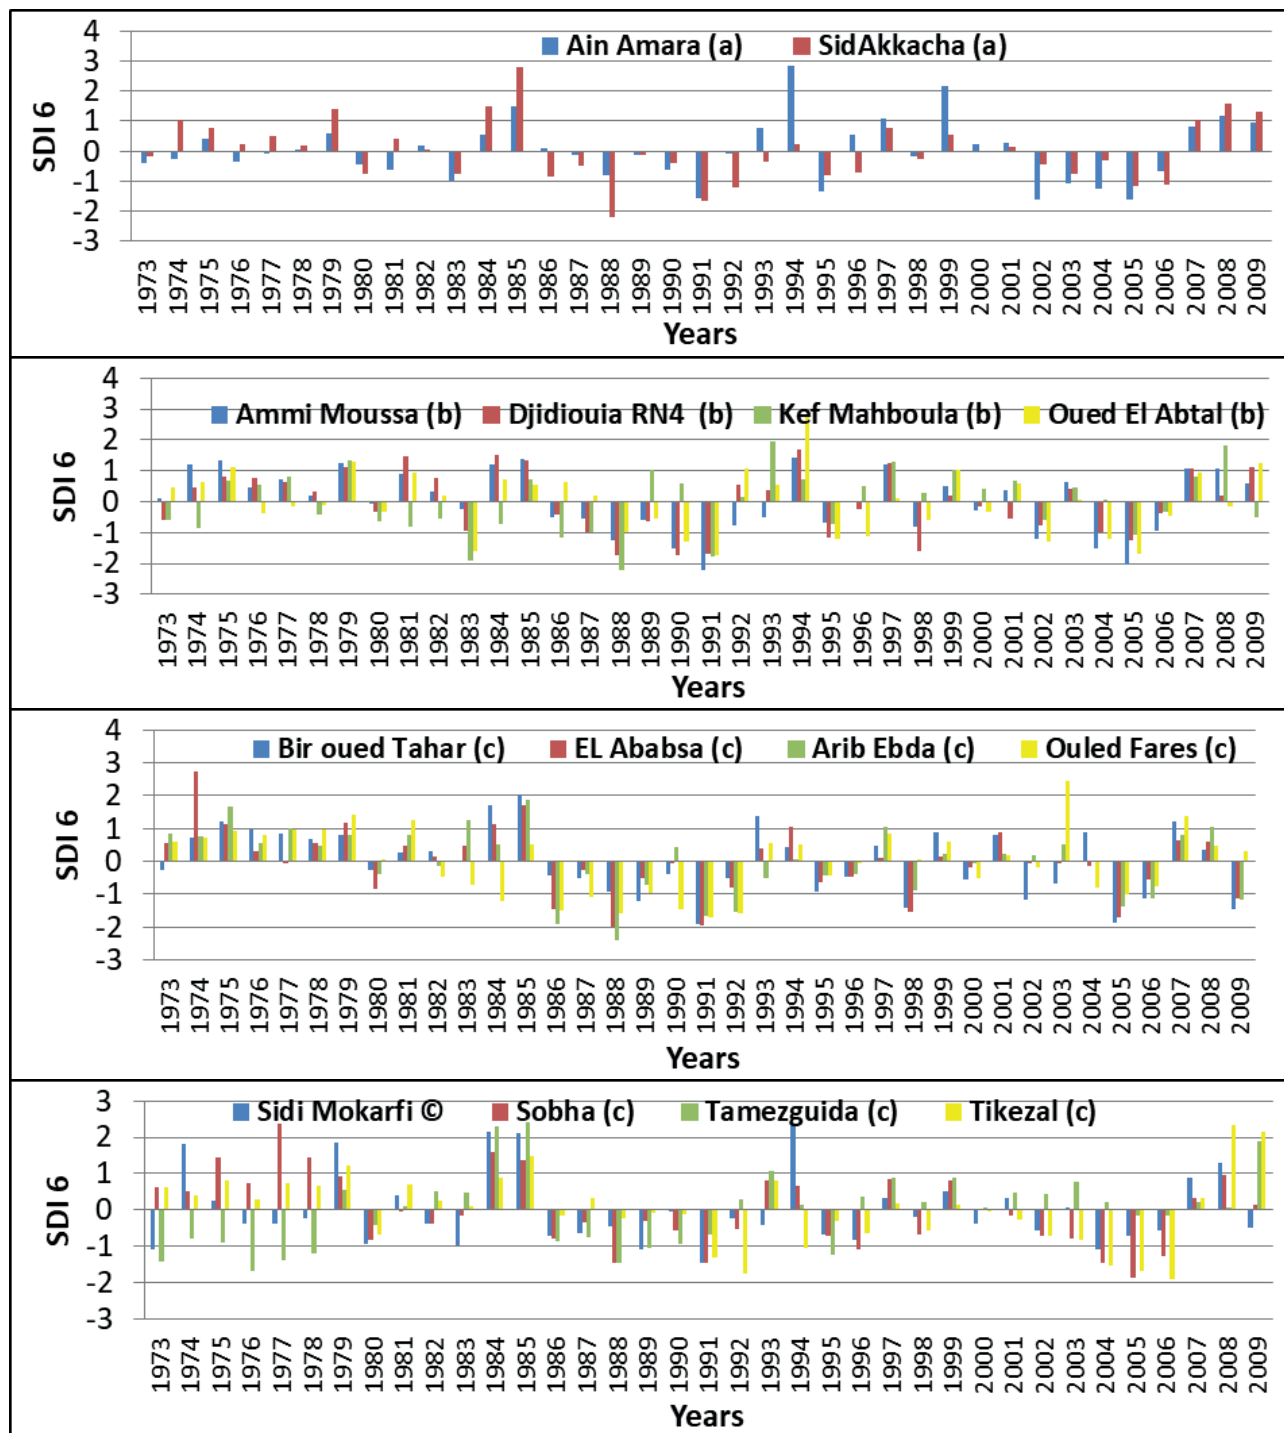 Ain Amara (a) SidAkkacha (a)
SDI 6
4
3
2
1
0
-1
-2
-3
1973 1974 1975 1976 1977 1978 1979 1980 1981 1982 1983 1984 1985 1986 1987 1988 1989 1990 1991 1992 1993 1994 1995 1996 1997 1998 1999 2000 2001 2002 2003 2004 2005 2006 2007 2008 2009
Years
Ammi Moussa (b) Djidiouia RN4 (b) Kef Mahboula (b) Oued El Abtal (b)
SDI 6
4
3
2
1
0
-1
-2
-3
1973 1974 1975 1976 1977 1978 1979 1980 1981 1982 1983 1984 1985 1986 1987 1988 1989 1990 1991 1992 1993 1994 1995 1996 1997 1998 1999 2000 2001 2002 2003 2004 2005 2006 2007 2008 2009
Years
Bir oued Tahar (c) EL Ababsa (c) Arib Ebda (c) Ouled Fares (c)
SDI 6
4
3
2
1
0
-1
-2
-3
1973 1974 1975 1976 1977 1978 1979 1980 1981 1982 1983 1984 1985 1986 1987 1988 1989 1990 1991 1992 1993 1994 1995 1996 1997 1998 1999 2000 2001 2002 2003 2004 2005 2006 2007 2008 2009
Years
Sidi Mokarfi © Sobha (c) Tamezguida (c) Tikezal (c)
SDI 6
3
2
1
0
-1
-2
-3
1973 1974 1975 1976 1977 1978 1979 1980 1981 1982 1983 1984 1985 1986 1987 1988 1989 1990 1991 1992 1993 1994 1995 1996 1997 1998 1999 2000 2001 2002 2003 2004 2005 2006 2007 2008 2009
Years